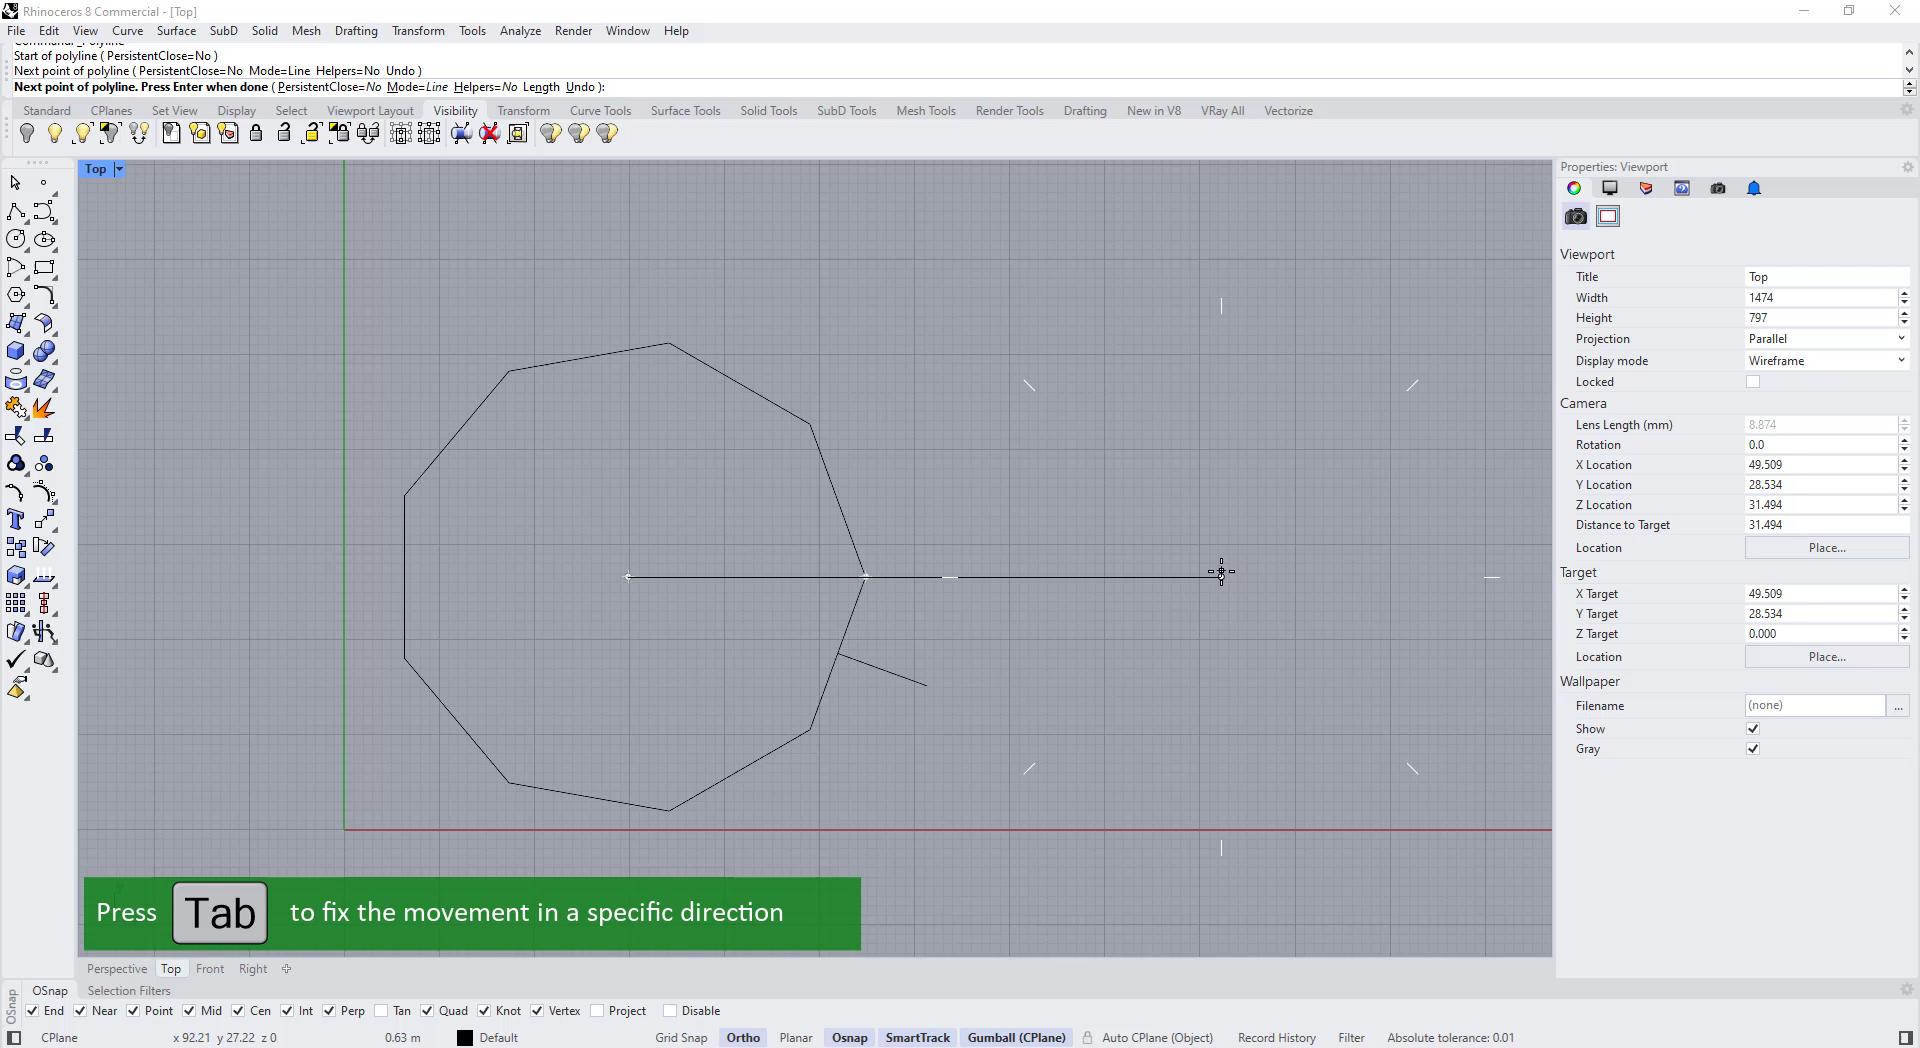 Rhinoceros 8 Commercial - [Top]
File Edit View Curve Surface SubD Solid Mesh Drafting Transform Tools Analyze Render Window Help
Start of polyline ( PersistentClose=No )
Next point of polyline ( PersistentClose=No Mode=Line Helpers=No Undo )
Next point of polyline. Press Enter when done ( PersistentClose=No Mode=Line Helpers=No Length Undo ):
Standard CPlanes Set View Display Select Viewport Layout Visibility Transform Curve Tools Surface Tools Solid Tools SubD Tools Mesh Tools Render Tools Drafting New in V8 VRay All Vectorize
Top
Properties: Viewport
Viewport
Title Top
Width 1474
Height 797
Projection Parallel
Display mode Wireframe
Locked
Camera
Lens Length (mm) 8.874
Rotation 0.0
X Location 49.509
Y Location 28.534
Z Location 31.494
Distance to Target 31.494
Location Place...
Target
X Target 49.509
Y Target 28.534
Z Target 0.000
Location Place...
Wallpaper
Filename (none) ...
Show
Gray
Press Tab to fix the movement in a specific direction
Perspective Top Front Right
OSnap Selection Filters
OSnap
End Near Point Mid Cen Int Perp Tan Quad Knot Vertex Project Disable
CPlane x 92.21 y 27.22 z 0 0.63 m Default Grid Snap Ortho Planar Osnap SmartTrack Gumball (CPlane) Auto CPlane (Object) Record History Filter Absolute tolerance: 0.01